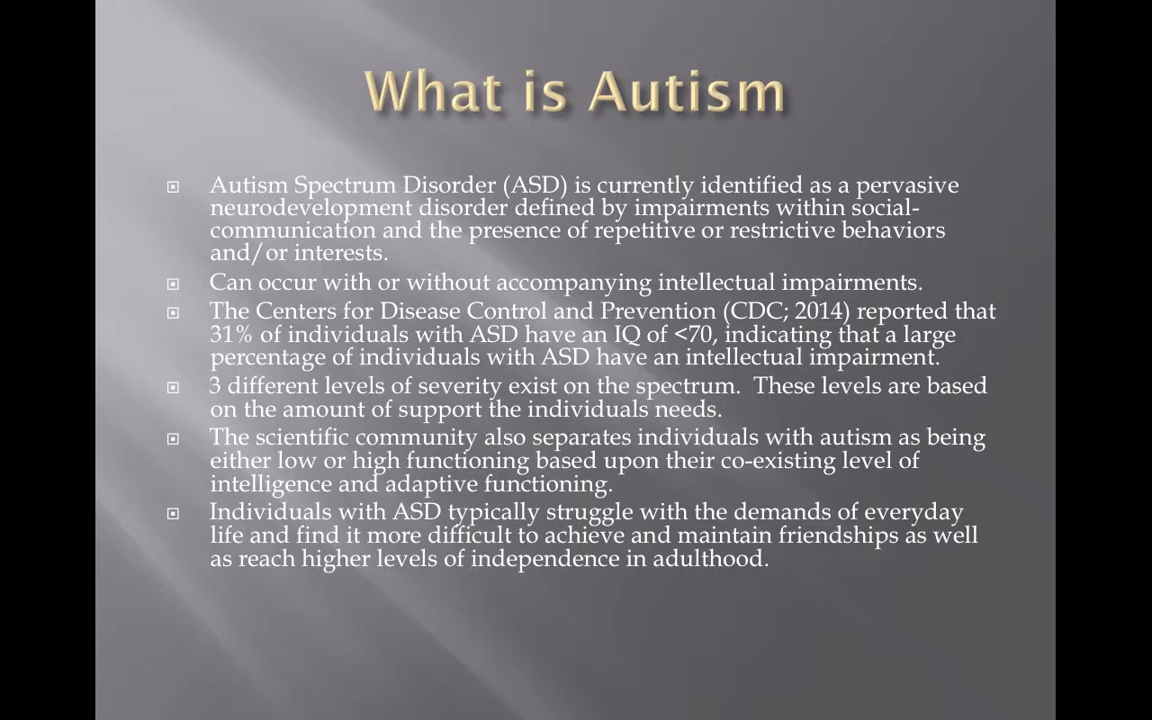 What is Autism
Autism Spectrum Disorder (ASD) is currently identified as a pervasive
neurodevelopment disorder defined by impairments within social-
communication and the presence of repetitive or restrictive behaviors
and/or interests.
Can occur with or without accompanying intellectual impairments.
The Centers for Disease Control and Prevention (CDC; 2014) reported that
31% of individuals with ASD have an IQ of <70, indicating that a large
percentage of individuals with ASD have an intellectual impairment.
3 different levels of severity exist on the spectrum.  These levels are based
on the amount of support the individuals needs.
The scientific community also separates individuals with autism as being
either low or high functioning based upon their co-existing level of
intelligence and adaptive functioning.
Individuals with ASD typically struggle with the demands of everyday
life and find it more difficult to achieve and maintain friendships as well
as reach higher levels of independence in adulthood.